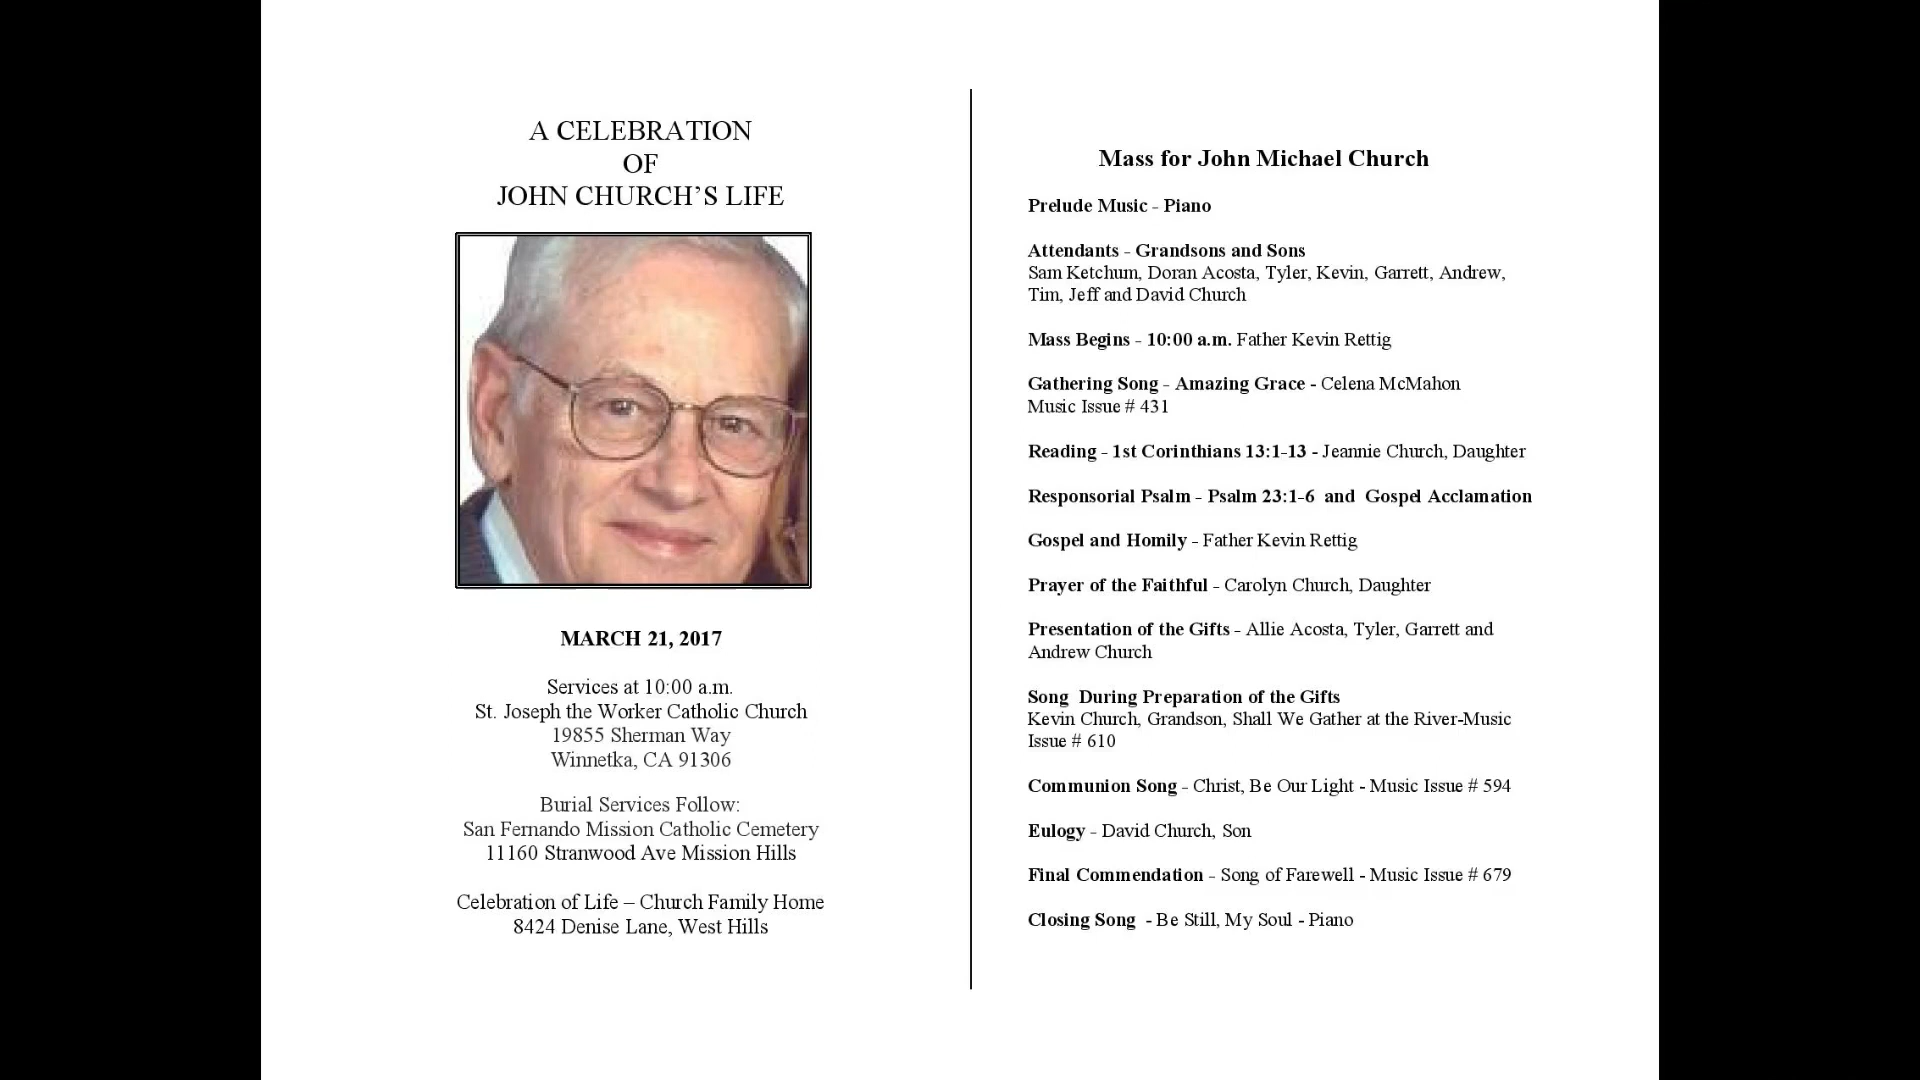 A CELEBRATION
OF
JOHN CHURCH'S LIFE
MARCH 21, 2017
Services at 10:00 a.m.
St. Joseph the Worker Catholic Church
19855 Sherman Way
Winnetka, CA 91306
Burial Services Follow:
San Fernando Mission Catholic Cemetery
11160 Stranwood Ave Mission Hills
Celebration of Life – Church Family Home
8424 Denise Lane, West Hills
Mass for John Michael Church
Prelude Music - Piano
Attendants - Grandsons and Sons
Sam Ketchum, Doran Acosta, Tyler, Kevin, Garrett, Andrew,
Tim, Jeff and David Church
Mass Begins - 10:00 a.m. Father Kevin Rettig
Gathering Song - Amazing Grace - Celena McMahon
Music Issue # 431
Reading - 1st Corinthians 13:1-13 - Jeannie Church, Daughter
Responsorial Psalm - Psalm 23:1-6 and Gospel Acclamation
Gospel and Homily - Father Kevin Rettig
Prayer of the Faithful - Carolyn Church, Daughter
Presentation of the Gifts - Allie Acosta, Tyler, Garrett and
Andrew Church
Song During Preparation of the Gifts
Kevin Church, Grandson, Shall We Gather at the River-Music
Issue # 610
Communion Song - Christ, Be Our Light - Music Issue # 594
Eulogy - David Church, Son
Final Commendation - Song of Farewell - Music Issue # 679
Closing Song - Be Still, My Soul - Piano